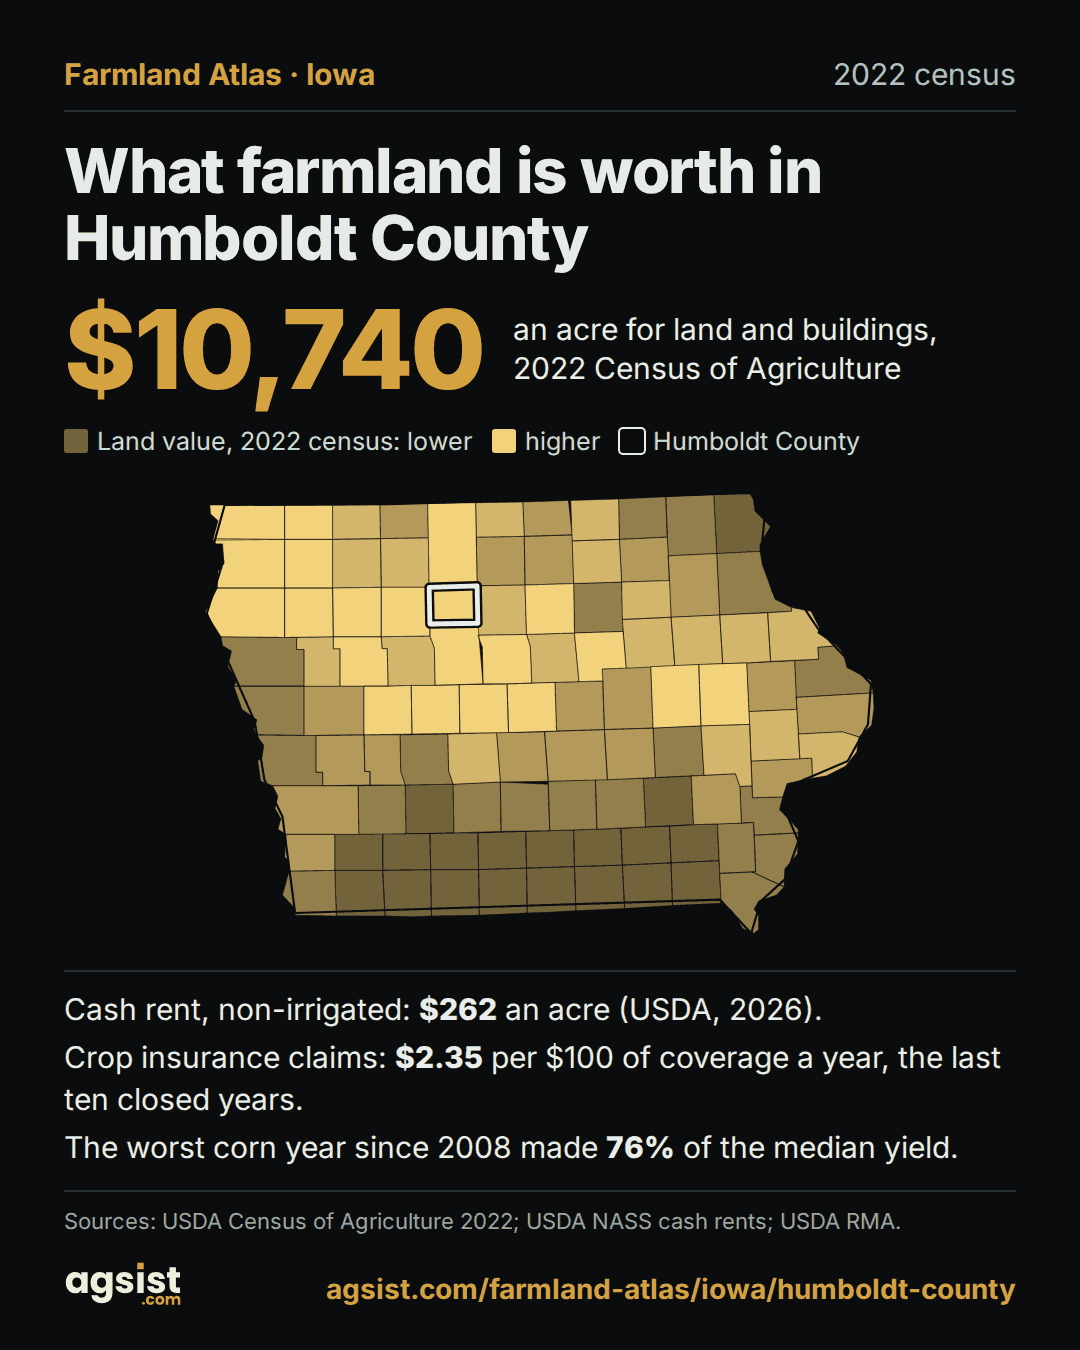 Farmland Atlas · Iowa
2022 census
What farmland is worth in
Humboldt County
$10,740
an acre for land and buildings,
2022 Census of Agriculture
Land value, 2022 census: lower
higher
Humboldt County
Cash rent, non-irrigated: $262 an acre (USDA, 2026).
Crop insurance claims: $2.35 per $100 of coverage a year, the last
ten closed years.
The worst corn year since 2008 made 76% of the median yield.
Sources: USDA Census of Agriculture 2022; USDA NASS cash rents; USDA RMA.
agsist
.com
agsist.com/farmland-atlas/iowa/humboldt-county